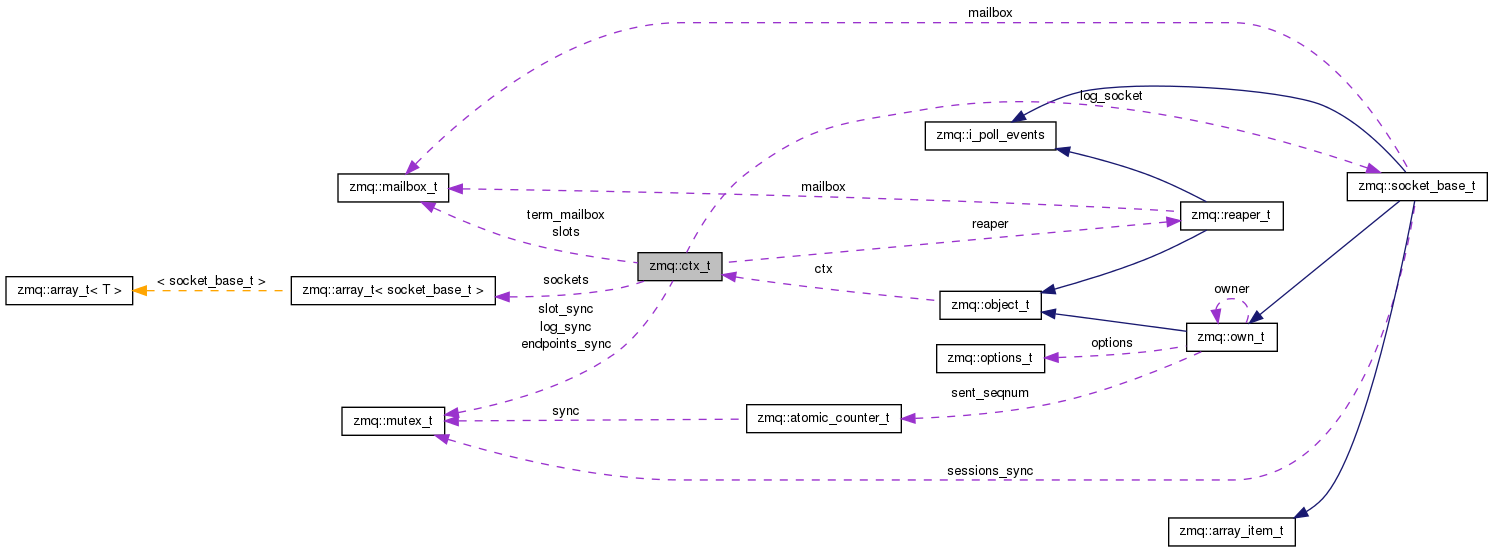 mailbox
log_socket
zmq::i_poll_events
zmq::mailbox_t
mailbox
zmq::socket_base_t
term_mailbox
slots
zmq::reaper_t
reaper
zmq::ctx_t
ctx
< socket_base_t >
sockets
zmq::array_t< T >
zmq::array_t< socket_base_t >
owner
zmq::object_t
slot_sync
log_sync
endpoints_sync
zmq::own_t
options
zmq::options_t
sent_seqnum
sync
zmq::mutex_t
zmq::atomic_counter_t
sessions_sync
zmq::array_item_t